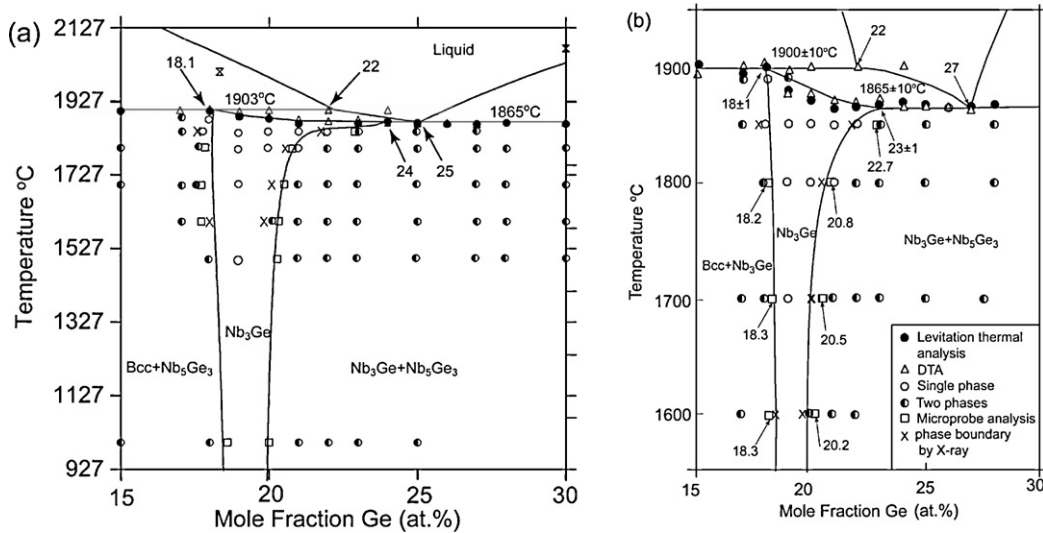 (a)
2127
1927
1727
1527
1327
1127
927
Temperature ºC
18.1
22
Liquid
1903°C
1865°C
24
25
Nb3Ge
Bcc+Nb5Ge3
Nb3Ge+Nb5Ge3
15
20
25
30
Mole Fraction Ge (at.%)
(b)
1900
1800
1700
1600
Temperature ºC
22
1900±10°C
27
1865±10°C
18±1
23±1
22.7
18.2
20.8
Nb3Ge
Nb3Ge+Nb5Ge3
Bcc+Nb3Ge
18.3
20.5
18.3
20.2
Levitation thermal
analysis
DTA
Single phase
Two phases
Microprobe analysis
phase boundary
by X-ray
15
20
25
30
Mole Fraction Ge (at.%)